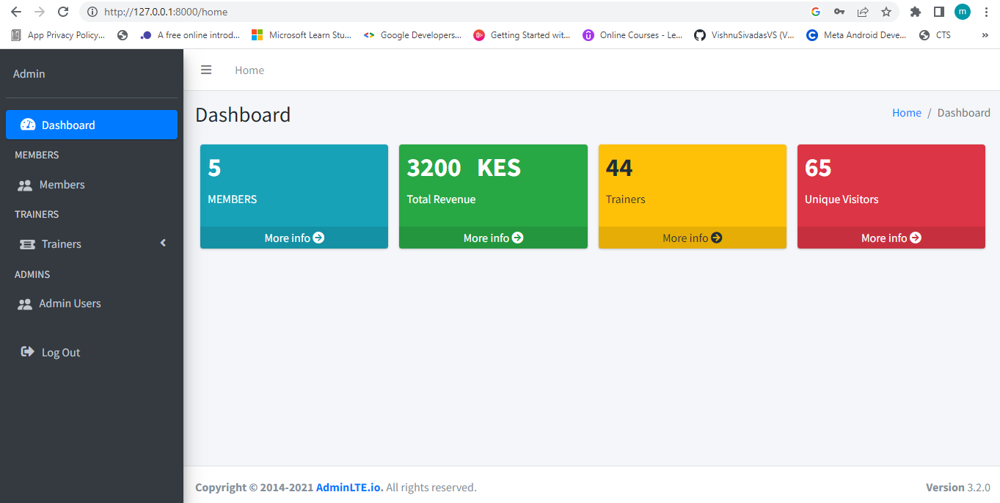 http://127.0.0.1:8000/home
m
App Privacy Policy...
A free online introd...
Microsoft Learn Stu...
Google Developers...
Getting Started wit...
Online Courses - Le...
VishnuSivadasVS (V...
Meta Android Deve...
CTS
»
Admin
Home
Dashboard
Home / Dashboard
Dashboard
MEMBERS
Members
TRAINERS
Trainers
ADMINS
Admin Users
Log Out
5
MEMBERS
More info
3200 KES
Total Revenue
More info
44
Trainers
More info
65
Unique Visitors
More info
Copyright © 2014-2021 AdminLTE.io. All rights reserved.
Version 3.2.0